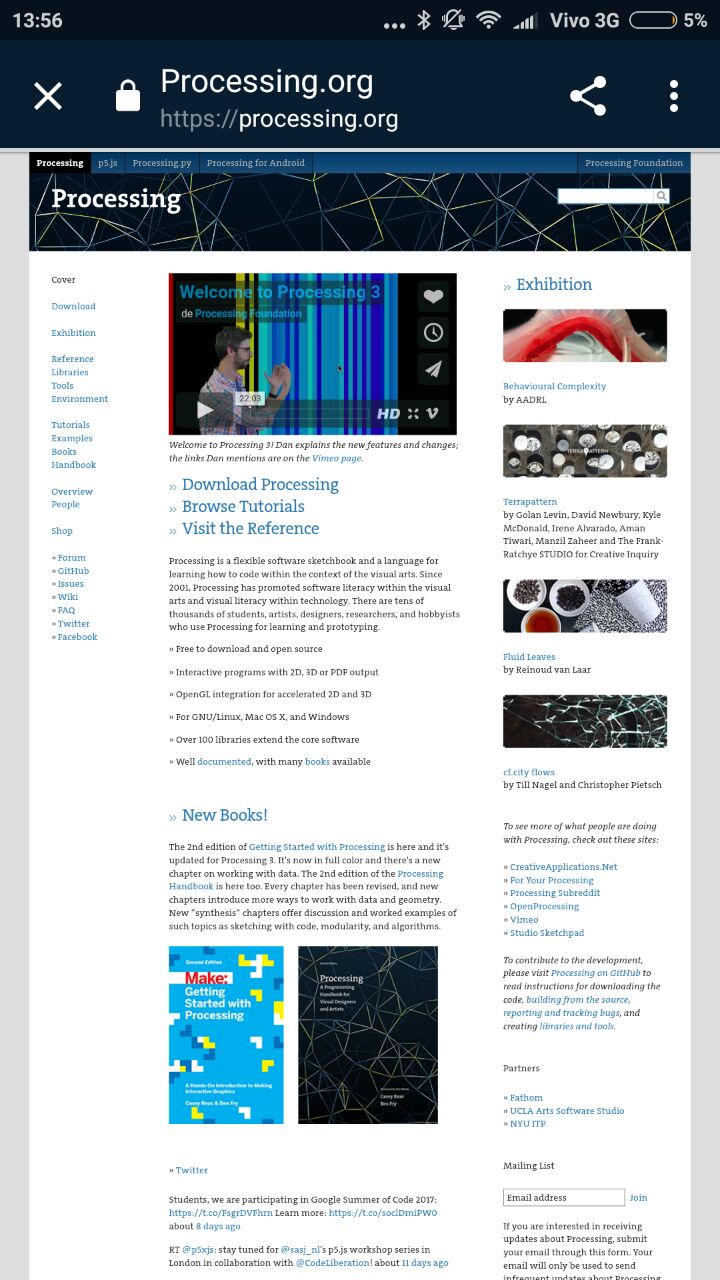 13:56
... Vivo 3G 5%
Processing.org
https://processing.org
Processing p5.js Processing.py Processing for Android Processing Foundation
Processing
Cover
Download
Exhibition
Reference
Libraries
Tools
Environment
Tutorials
Examples
Books
Handbook
Overview
People
Shop
» Forum
» GitHub
» Issues
» Wiki
» FAQ
» Twitter
» Facebook
Welcome to Processing 3
de Processing Foundation
22:03
HD
Welcome to Processing 3! Dan explains the new features and changes;
the links Dan mentions are on the Vimeo page.
» Download Processing
» Browse Tutorials
» Visit the Reference
Processing is a flexible software sketchbook and a language for
learning how to code within the context of the visual arts. Since
2001, Processing has promoted software literacy within the visual
arts and visual literacy within technology. There are tens of
thousands of students, artists, designers, researchers, and hobbyists
who use Processing for learning and prototyping.
» Free to download and open source
» Interactive programs with 2D, 3D or PDF output
» OpenGL integration for accelerated 2D and 3D
» For GNU/Linux, Mac OS X, and Windows
» Over 100 libraries extend the core software
» Well documented, with many books available
» New Books!
The 2nd edition of Getting Started with Processing is here and it's
updated for Processing 3. It's now in full color and there's a new
chapter on working with data. The 2nd edition of the Processing
Handbook is here too. Every chapter has been revised, and new
chapters introduce more ways to work with data and geometry.
New "synthesis" chapters offer discussion and worked examples of
such topics as sketching with code, modularity, and algorithms.
Second Edition
Make:
Getting
Started with
Processing
A Hands-On Introduction to Making
Interactive Graphics
Casey Reas & Ben Fry
Processing
A Programming
Handbook for
Visual Designers
and Artists
Casey Reas
Ben Fry
» Twitter
Students, we are participating in Google Summer of Code 2017:
https://t.co/FsgrDVFhrn Learn more: https://t.co/soclDmiPW0
about 8 days ago
RT @p5xjs: stay tuned for @sasj_nl's p5.js workshop series in
London in collaboration with @CodeLiberation! about 11 days ago
» Exhibition
Behavioural Complexity
by AADRL
TERRAPATTERN
Terrapattern
by Golan Levin, David Newbury, Kyle
McDonald, Irene Alvarado, Aman
Tiwari, Manzil Zaheer and The Frank-
Ratchye STUDIO for Creative Inquiry
Fluid Leaves
by Reinoud van Laar
cf.city flows
by Till Nagel and Christopher Pietsch
To see more of what people are doing
with Processing, check out these sites:
» CreativeApplications.Net
» For Your Processing
» Processing Subreddit
» OpenProcessing
» Vimeo
» Studio Sketchpad
To contribute to the development,
please visit Processing on GitHub to
read instructions for downloading the
code, building from the source,
reporting and tracking bugs, and
creating libraries and tools.
Partners
» Fathom
» UCLA Arts Software Studio
» NYU ITP
Mailing List
Email address Join
If you are interested in receiving
updates about Processing, submit
your email through this form. Your
email will only be used to send
infrequent updates about Processing